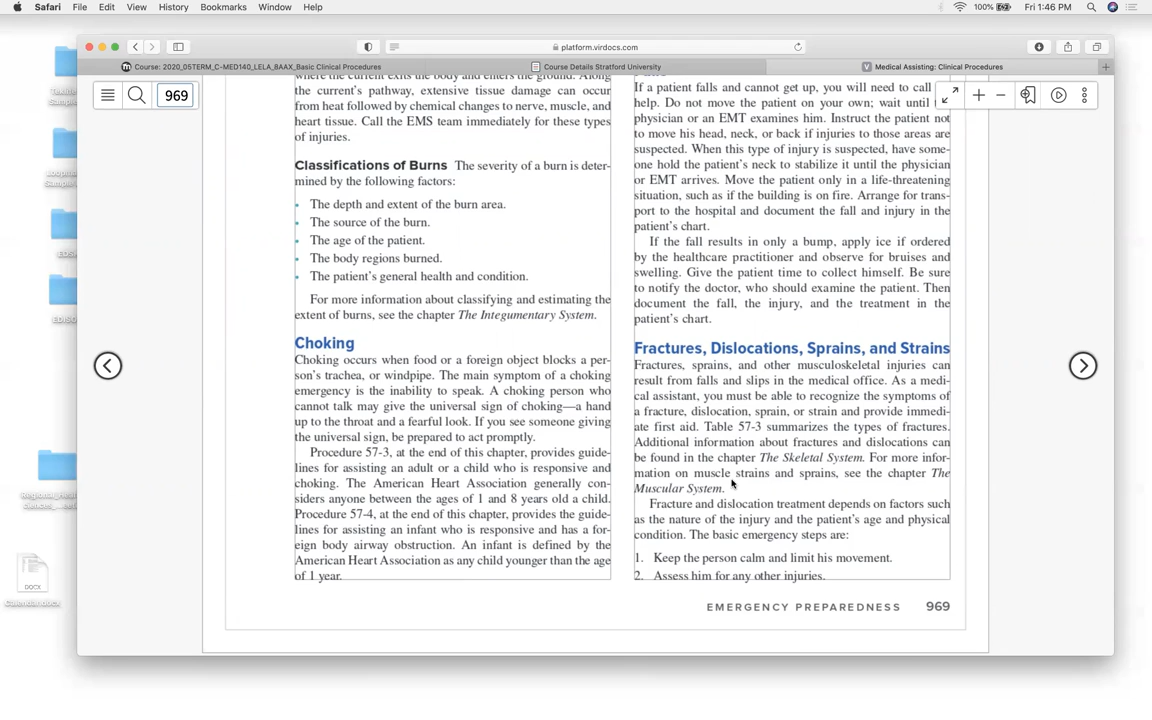 Safari File Edit View History Bookmarks Window Help
100% Fri 1:46 PM
platform.virdocs.com
Course: 2020_05TERM_C-MED140_LELA_8AAX_Basic Clinical Procedures
Course Details Stratford University
Medical Assisting: Clinical Procedures
969
where the current exits the body and enters the ground. Along
the current's pathway, extensive tissue damage can occur
from heat followed by chemical changes to nerve, muscle, and
heart tissue. Call the EMS team immediately for these types
of injuries.
Classifications of Burns The severity of a burn is deter-
mined by the following factors:
• The depth and extent of the burn area.
• The source of the burn.
• The age of the patient.
• The body regions burned.
• The patient's general health and condition.
For more information about classifying and estimating the
extent of burns, see the chapter The Integumentary System.
Choking
Choking occurs when food or a foreign object blocks a per-
son's trachea, or windpipe. The main symptom of a choking
emergency is the inability to speak. A choking person who
cannot talk may give the universal sign of choking—a hand
up to the throat and a fearful look. If you see someone giving
the universal sign, be prepared to act promptly.
Procedure 57-3, at the end of this chapter, provides guide-
lines for assisting an adult or a child who is responsive and
choking. The American Heart Association generally con-
siders anyone between the ages of 1 and 8 years old a child.
Procedure 57-4, at the end of this chapter, provides the guide-
lines for assisting an infant who is responsive and has a for-
eign body airway obstruction. An infant is defined by the
American Heart Association as any child younger than the age
of 1 year.
If a patient falls and cannot get up, you will need to call
help. Do not move the patient on your own; wait until
physician or an EMT examines him. Instruct the patient not
to move his head, neck, or back if injuries to those areas are
suspected. When this type of injury is suspected, have some-
one hold the patient's neck to stabilize it until the physician
or EMT arrives. Move the patient only in a life-threatening
situation, such as if the building is on fire. Arrange for trans-
port to the hospital and document the fall and injury in the
patient's chart.
If the fall results in only a bump, apply ice if ordered
by the healthcare practitioner and observe for bruises and
swelling. Give the patient time to collect himself. Be sure
to notify the doctor, who should examine the patient. Then
document the fall, the injury, and the treatment in the
patient's chart.
Fractures, Dislocations, Sprains, and Strains
Fractures, sprains, and other musculoskeletal injuries can
result from falls and slips in the medical office. As a medi-
cal assistant, you must be able to recognize the symptoms of
a fracture, dislocation, sprain, or strain and provide immedi-
ate first aid. Table 57-3 summarizes the types of fractures.
Additional information about fractures and dislocations can
be found in the chapter The Skeletal System. For more infor-
mation on muscle strains and sprains, see the chapter The
Muscular System.
Fracture and dislocation treatment depends on factors such
as the nature of the injury and the patient's age and physical
condition. The basic emergency steps are:
1. Keep the person calm and limit his movement.
2. Assess him for any other injuries.
EMERGENCY PREPAREDNESS 969
DOCX
Calendar.docx